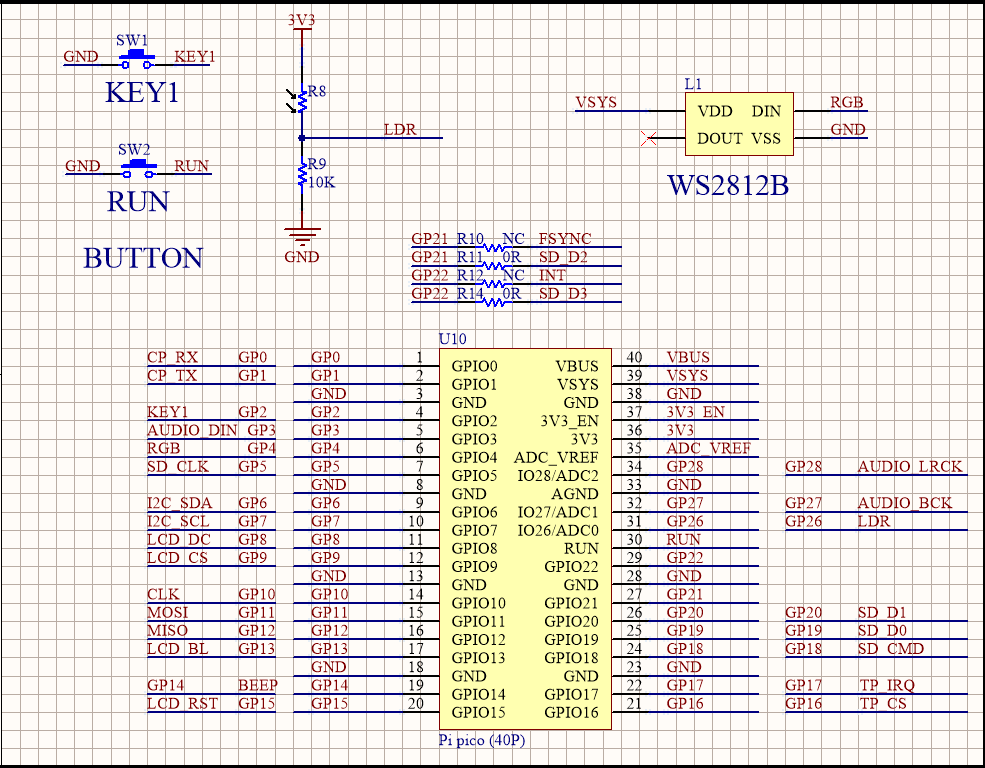 3V3
SW1
GND KEY1
KEY1
R8
LDR
SW2
GND RUN
RUN
R9
10K
GND
BUTTON
L1
VSYS VDD DIN RGB
DOUT VSS GND
WS2812B
GP21 R10 NC FSYNC
GP21 R11 0R SD_D2
GP22 R12 NC INT
GP22 R14 0R SD_D3
U10
CP_RX GP0 GP0 1 GPIO0 VBUS 40 VBUS
CP_TX GP1 GP1 2 GPIO1 VSYS 39 VSYS
GND 3 GND GND 38 GND
KEY1 GP2 GP2 4 GPIO2 3V3_EN 37 3V3_EN
AUDIO_DIN GP3 GP3 5 GPIO3 3V3 36 3V3
RGB GP4 GP4 6 GPIO4 ADC_VREF 35 ADC_VREF
SD_CLK GP5 GP5 7 GPIO5 IO28/ADC2 34 GP28 GP28 AUDIO_LRCK
GND 8 GND AGND 33 GND
I2C_SDA GP6 GP6 9 GPIO6 IO27/ADC1 32 GP27 GP27 AUDIO_BCK
I2C_SCL GP7 GP7 10 GPIO7 IO26/ADC0 31 GP26 GP26 LDR
LCD_DC GP8 GP8 11 GPIO8 RUN 30 RUN
LCD_CS GP9 GP9 12 GPIO9 GPIO22 29 GP22
GND 13 GND GND 28 GND
CLK GP10 GP10 14 GPIO10 GPIO21 27 GP21
MOSI GP11 GP11 15 GPIO11 GPIO20 26 GP20 GP20 SD_D1
MISO GP12 GP12 16 GPIO12 GPIO19 25 GP19 GP19 SD_D0
LCD_BL GP13 GP13 17 GPIO13 GPIO18 24 GP18 GP18 SD_CMD
GND 18 GND GND 23 GND
GP14 BEEP GP14 19 GPIO14 GPIO17 22 GP17 GP17 TP_IRQ
LCD_RST GP15 GP15 20 GPIO15 GPIO16 21 GP16 GP16 TP_CS
Pi pico (40P)